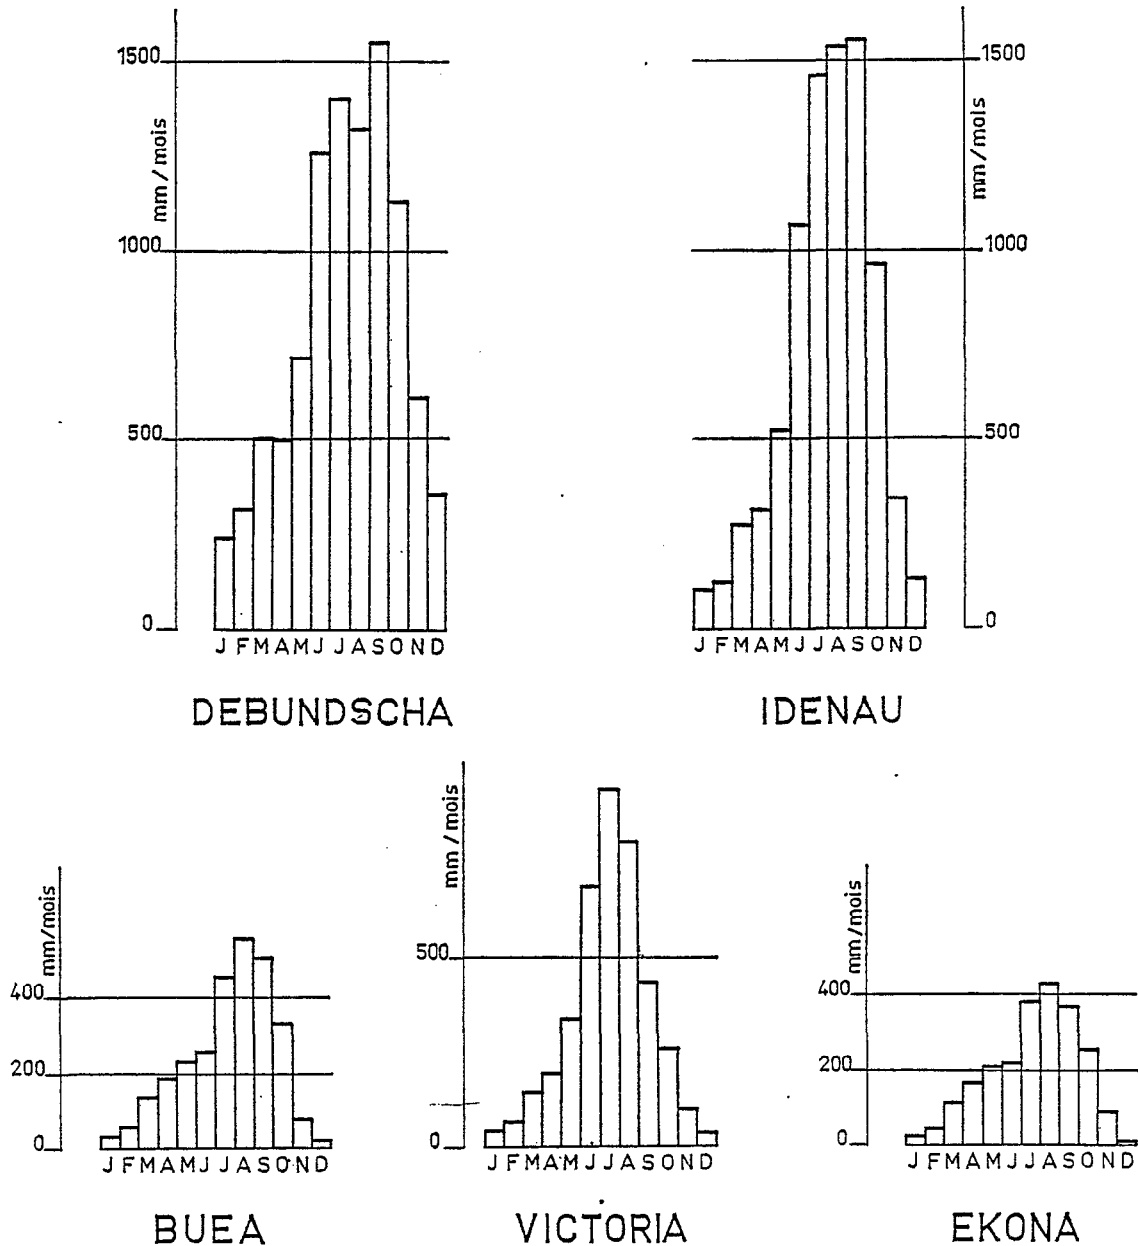 1500
mm/mois
1000
500
0
J F M A M J J A S O N D
DEBUNDSCHA
1500
mm/mois
1000
500
0
J F M A M J J A S O N D
IDENAU
mm/mois
400
200
0
J F M A M J J A S O N D
BUEA
mm/mois
500
0
J F M A M J J A S O N D
VICTORIA
mm/mois
400
200
0
J F M A M J J A S O N D
EKONA